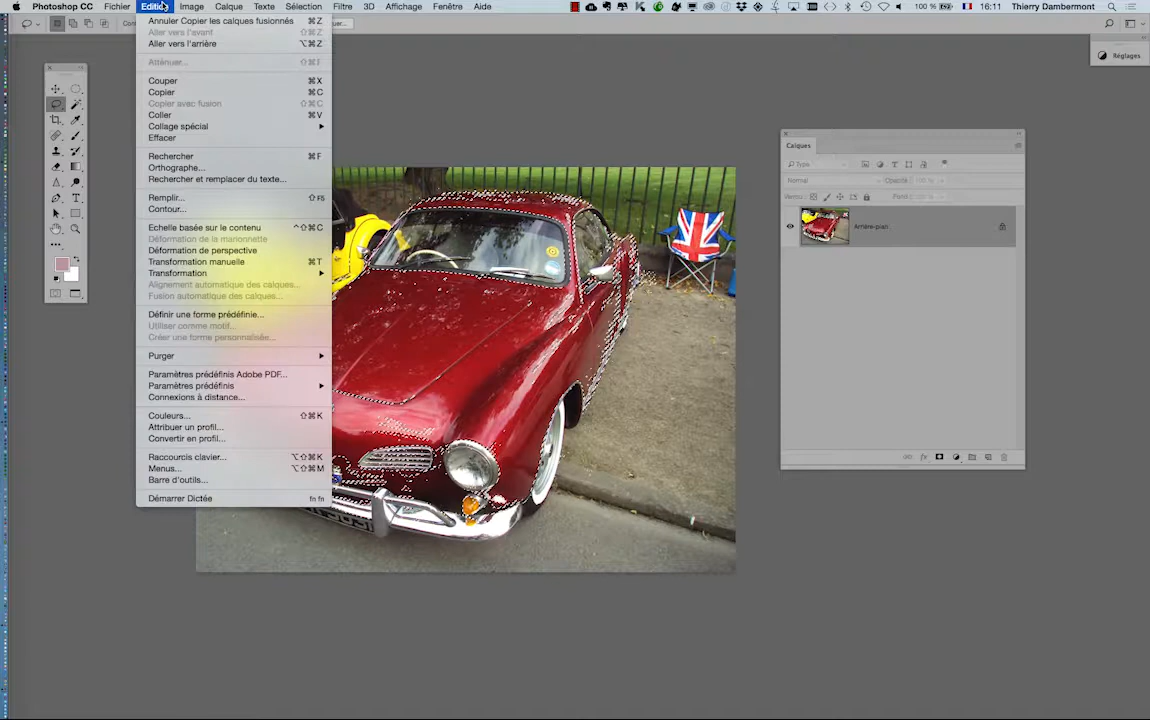 Photoshop CC Fichier Edition Image Calque Texte Sélection Filtre 3D Affichage Fenêtre Aide 100 % 16:11 Thierry Dambermont
Annuler Copier les calques fusionnés ⌘Z
Aller vers l'avant ⇧⌘Z
Aller vers l'arrière ⌥⌘Z
Réglages
Atténuer... ⇧⌘F
Couper ⌘X
Copier ⌘C
Copier avec fusion ⇧⌘C
Coller ⌘V
Collage spécial
Effacer
Calques
Rechercher ⌘F
Orthographe...
Type
Rechercher et remplacer du texte...
Normal Opacité : 100 %
Remplir... ⇧F5
Verrou : Fond : 100 %
Contour...
Echelle basée sur le contenu ^⇧⌘C
Arrière-plan
Déformation de la marionnette
Déformation de perspective
Transformation manuelle ⌘T
Transformation
Alignement automatique des calques...
Fusion automatique des calques...
Définir une forme prédéfinie...
Utiliser comme motif...
Créer une forme personnalisée...
Purger
Paramètres prédéfinis Adobe PDF...
Paramètres prédéfinis
Connexions à distance...
Couleurs... ⇧⌘K
Attribuer un profil...
Convertir en profil...
Raccourcis clavier... ⌥⇧⌘K
Menus... ⌥⇧⌘M
Barre d'outils...
Démarrer Dictée fn fn